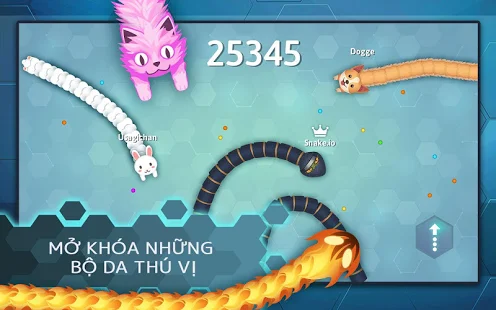 25345
Dogge
Usagichan
Snake.io
MỞ KHÓA NHỮNG
BỘ DA THÚ VỊ